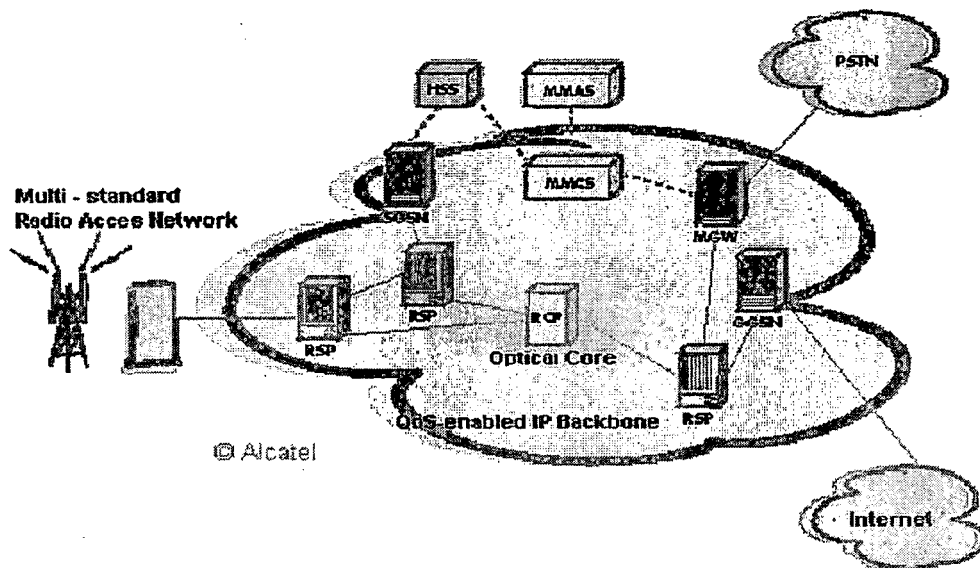 PSTN
HSS
MMAS
MMCS
Multi - standard
Radio Acces Network
SGSN
MGW
RSP
GGSN
RCP
RSP
Optical Core
RSP
QoS-enabled IP Backbone
© Alcatel
Internet